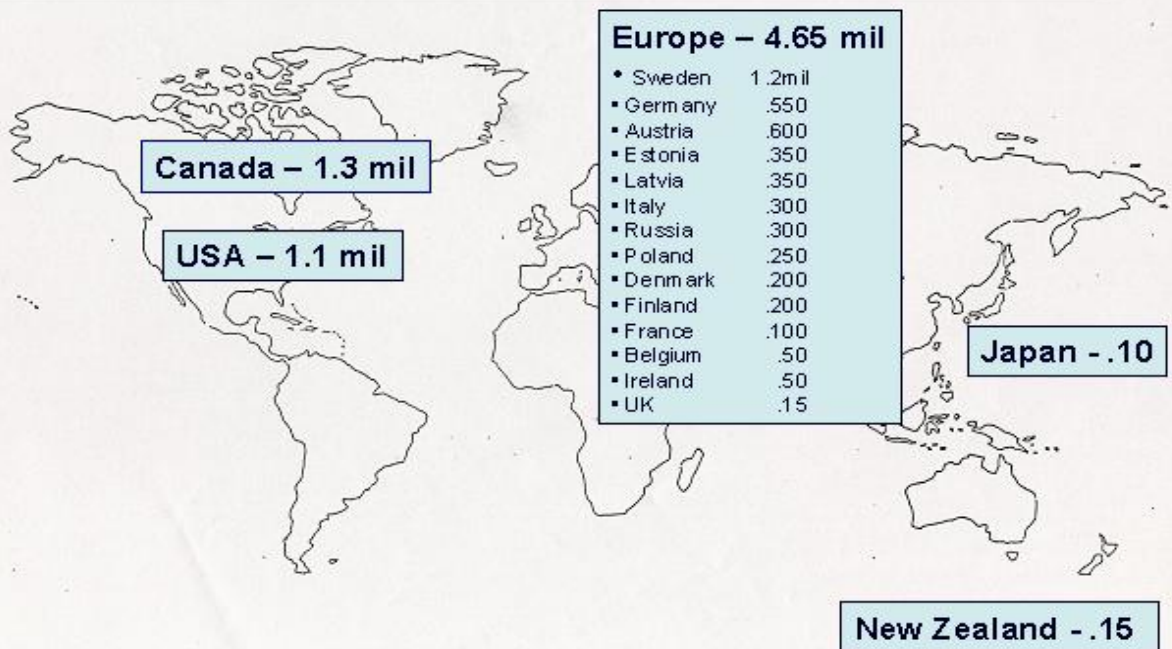 Europe – 4.65 mil
• Sweden 1.2mil
▪ Germany .550
▪ Austria .600
▪ Estonia .350
▪ Latvia .350
▪ Italy .300
▪ Russia .300
▪ Poland .250
▪ Denmark .200
▪ Finland .200
▪ France .100
▪ Belgium .50
▪ Ireland .50
▪ UK .15
Canada – 1.3 mil
USA – 1.1 mil
Japan - .10
New Zealand - .15